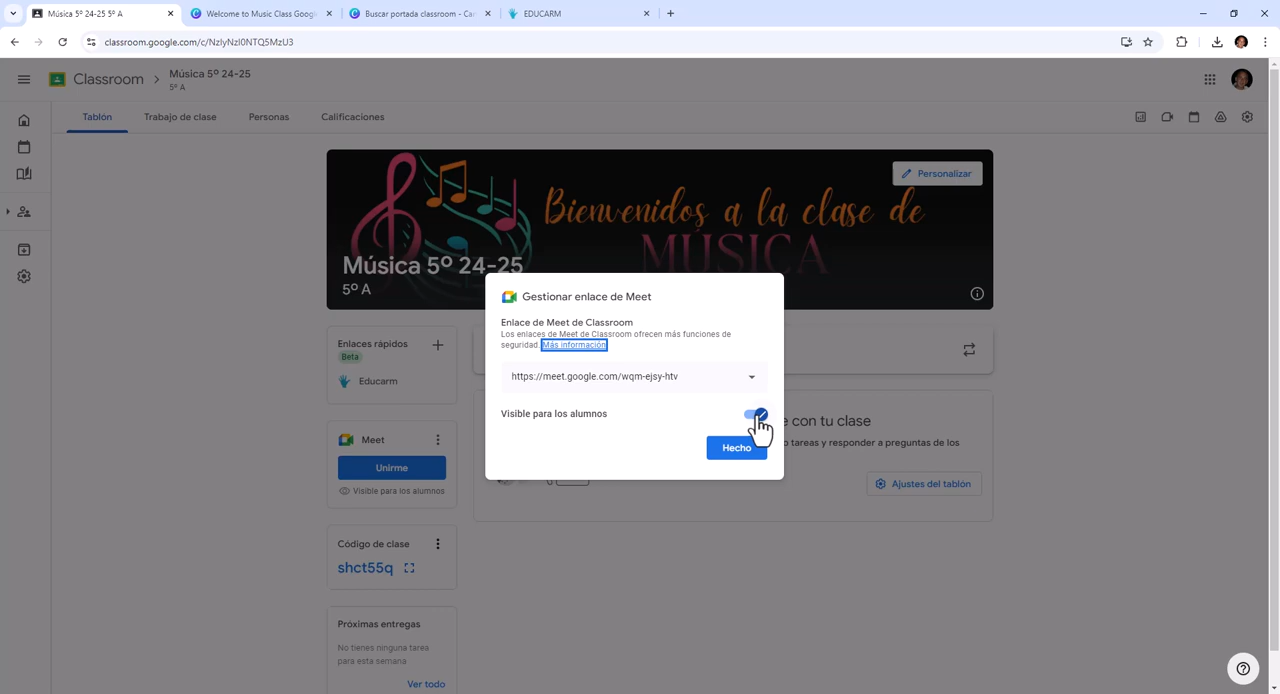 Música 5º 24-25 5º A
Welcome to Music Class Googl
Buscar portada classroom - Car
EDUCARM
classroom.google.com/c/NzIyNzI0NTQ5MzU3
Classroom
Música 5º 24-25
5º A
Tablón
Trabajo de clase
Personas
Calificaciones
Personalizar
Bienvenidos a la clase de
MÚSICA
Música 5º 24-25
5º A
Gestionar enlace de Meet
Enlace de Meet de Classroom
Los enlaces de Meet de Classroom ofrecen más funciones de
seguridad. Más información
https://meet.google.com/wqm-ejsy-htv
Visible para los alumnos
Hecho
Enlaces rápidos
Beta
Educarm
Meet
Unirme
Visible para los alumnos
Código de clase
shct55q
Próximas entregas
No tienes ninguna tarea
para esta semana
Ver todo
e con tu clase
o tareas y responder a preguntas de los
Ajustes del tablón